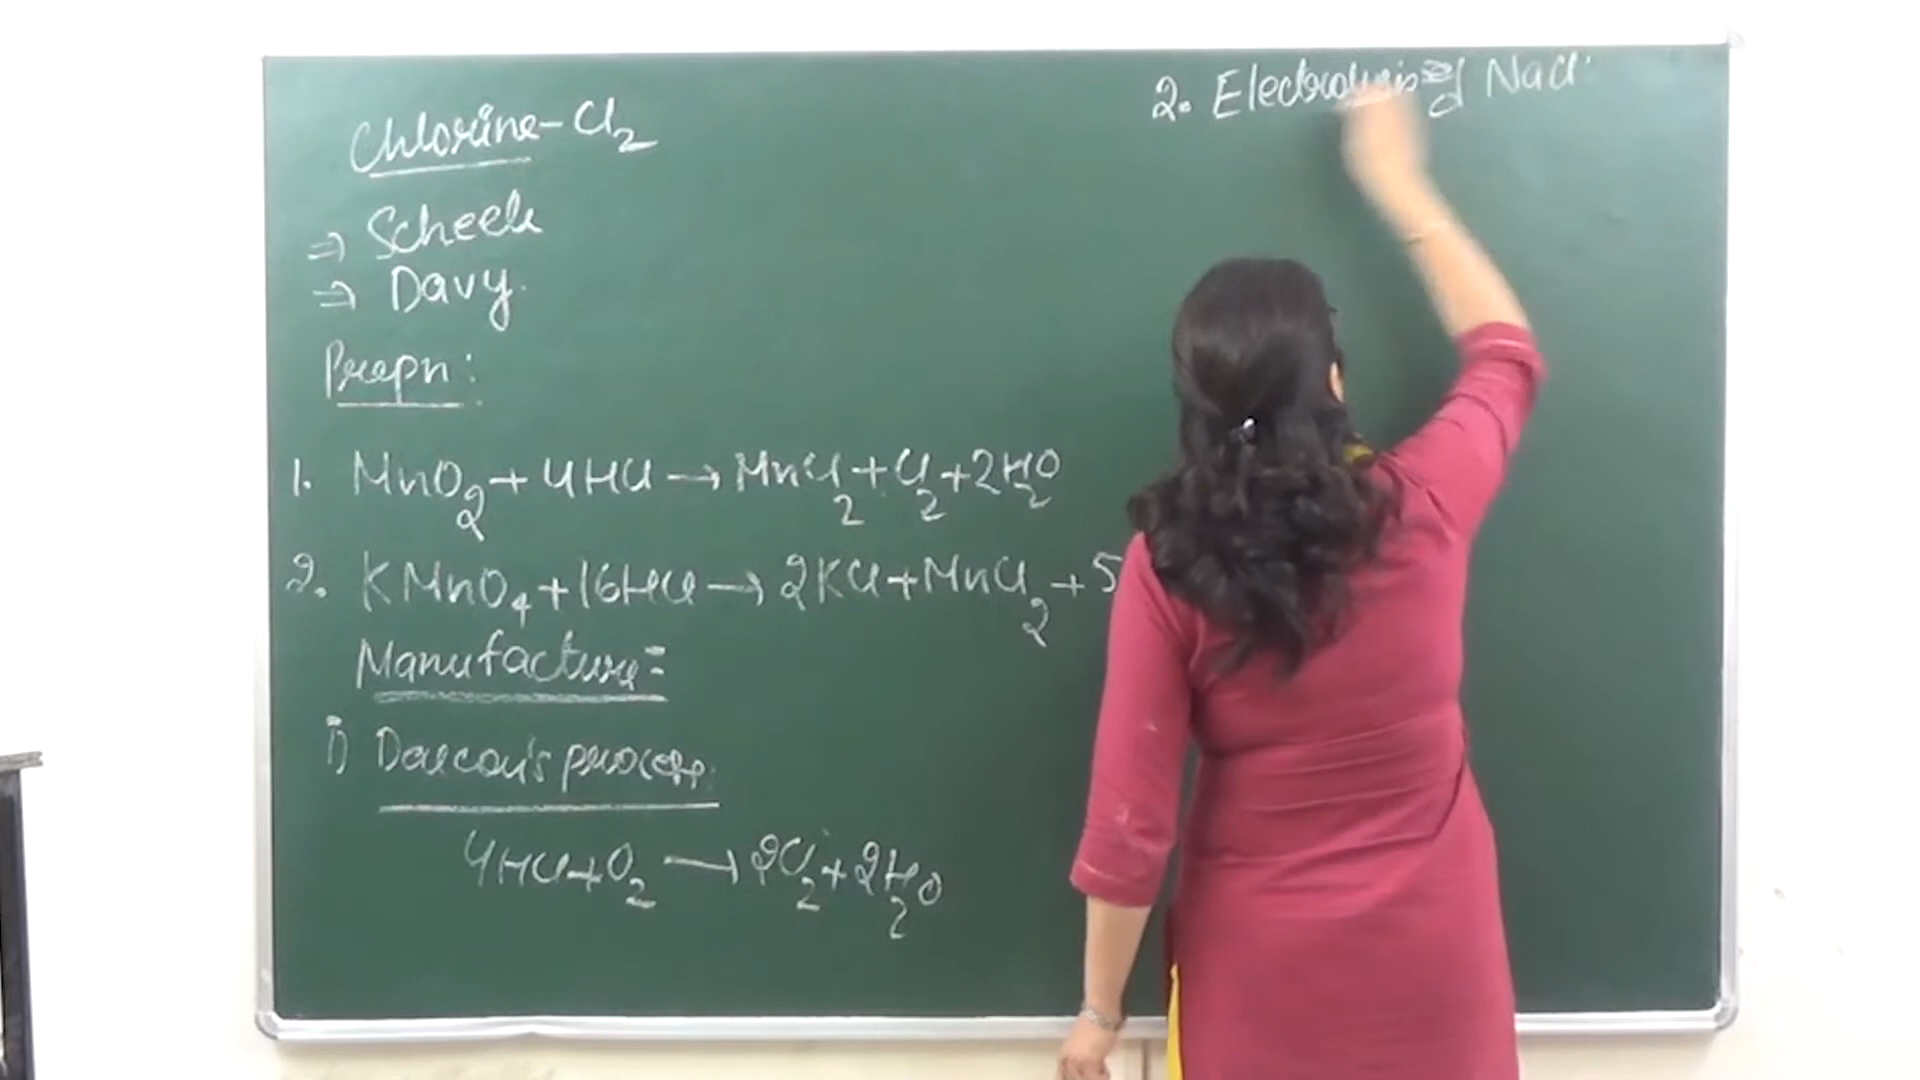 Chlorine - Cl2
⇒ Scheele
⇒ Davy.
Prepn:
1. MnO2 + 4HCl → MnCl2 + Cl2 + 2H2O
2. KMnO4 + 16HCl → 2KCl + MnCl2 + 5
Manufacture:
i) Deacon's process:
4HCl + O2 → 2Cl2 + 2H2O
2. Electrolysis of NaCl.